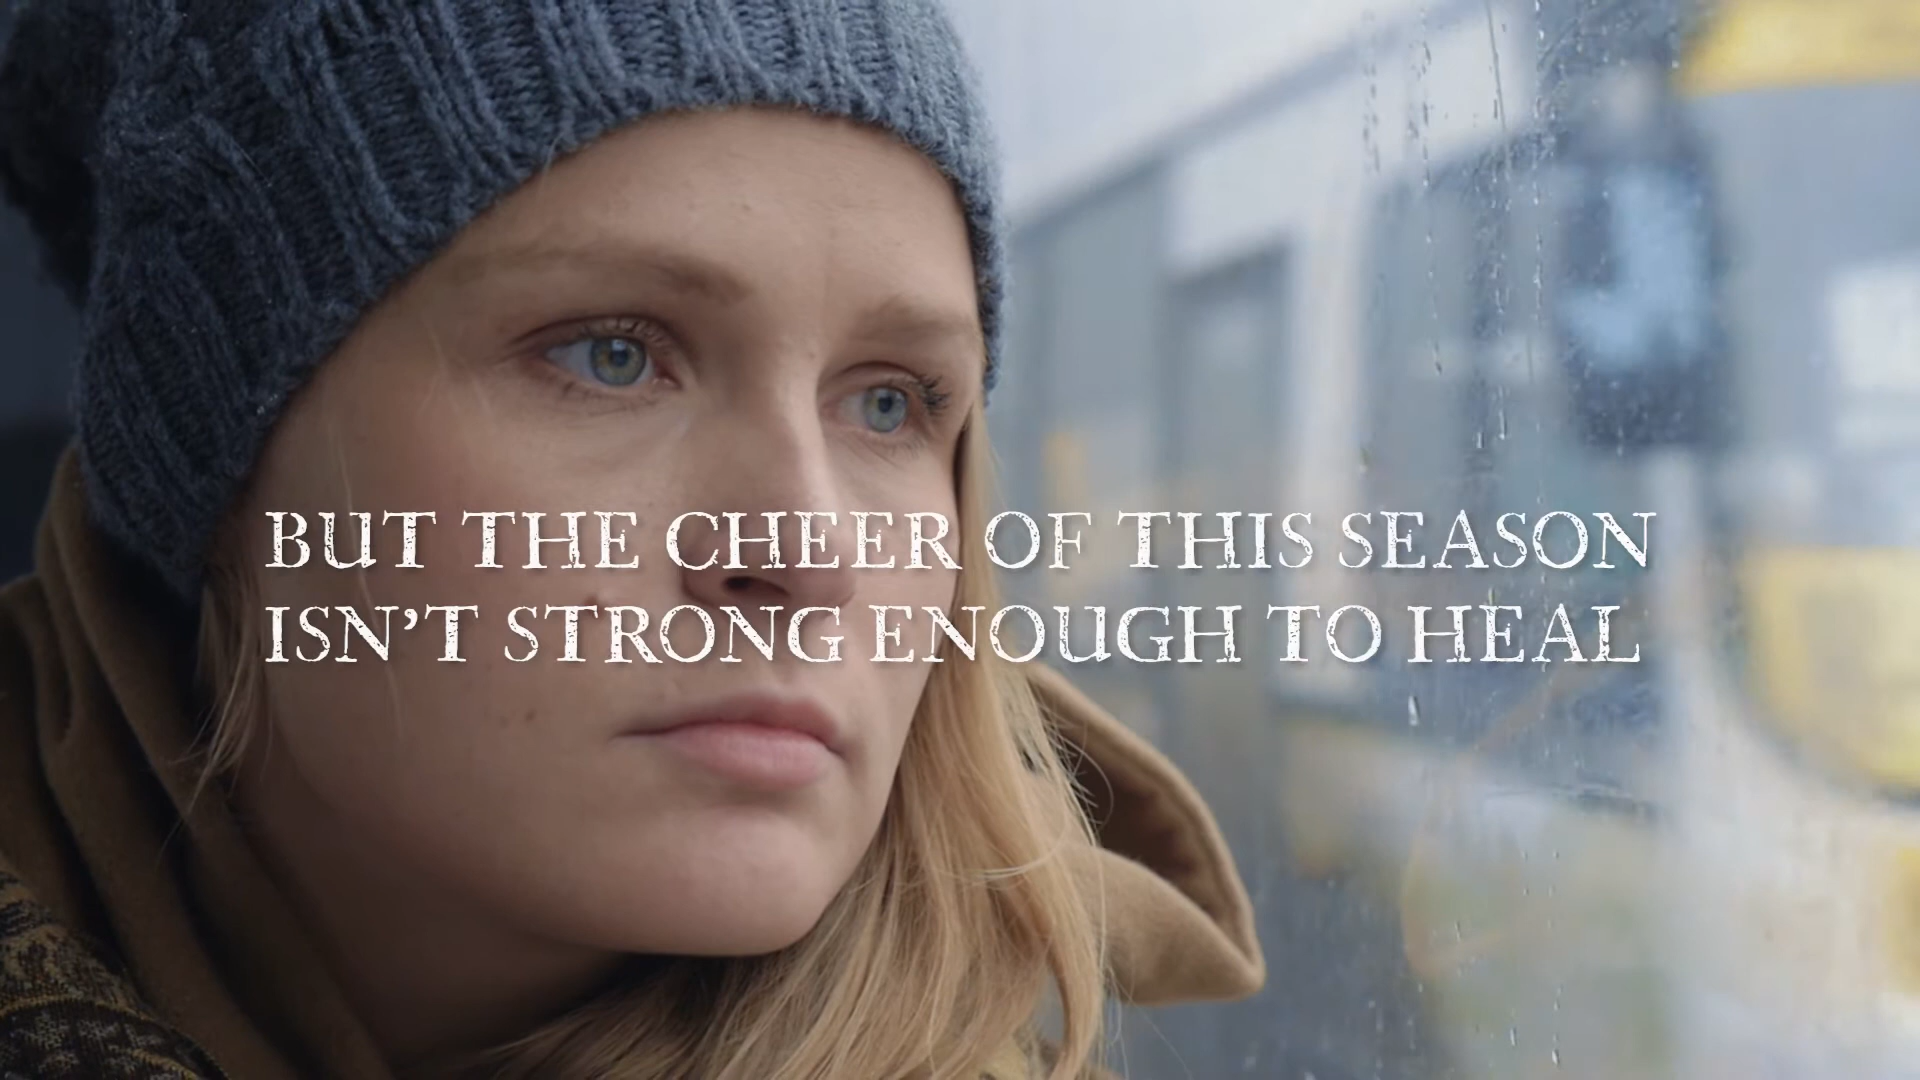 BUT THE CHEER OF THIS SEASON
ISN'T STRONG ENOUGH TO HEAL